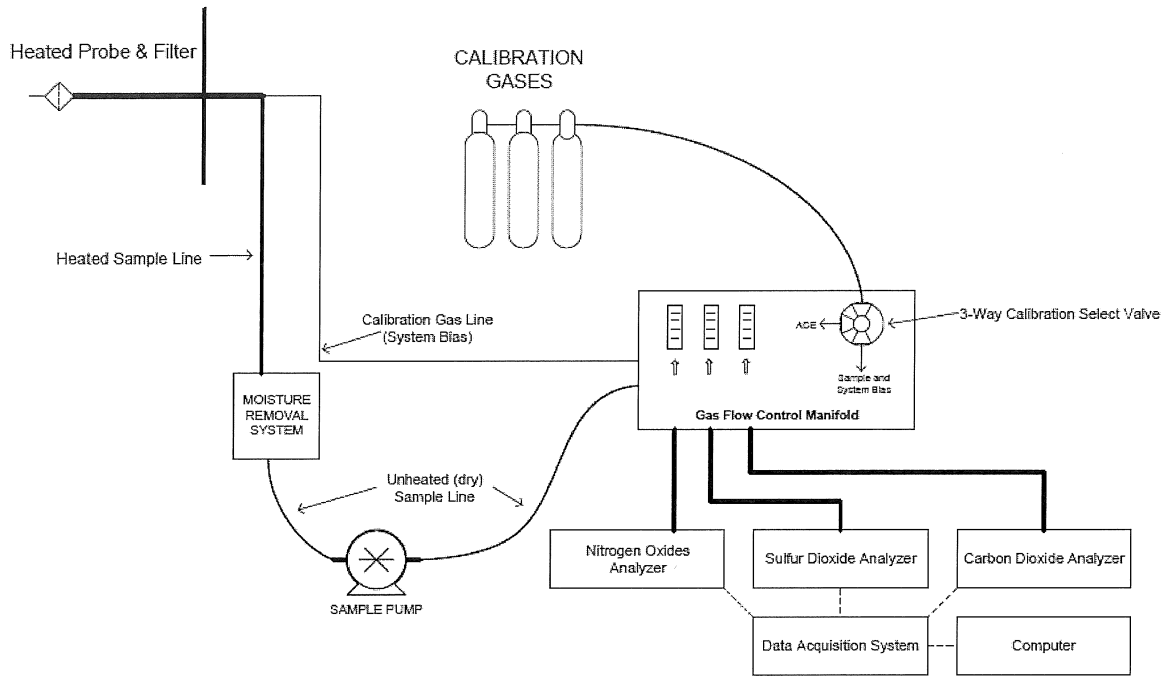 Heated Probe & Filter
CALIBRATION
GASES
Heated Sample Line
Calibration Gas Line
(System Bias)
3-Way Calibration Select Valve
ACE
Sample and
System Bias
Gas Flow Control Manifold
MOISTURE
REMOVAL
SYSTEM
Unheated (dry)
Sample Line
SAMPLE PUMP
Nitrogen Oxides
Analyzer
Sulfur Dioxide Analyzer
Carbon Dioxide Analyzer
Data Acquisition System
Computer